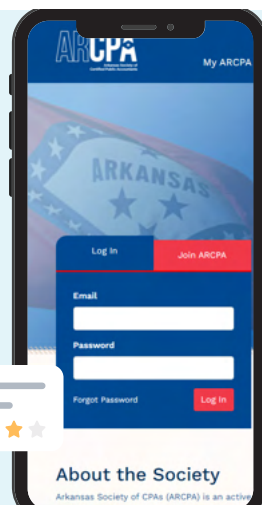 ARCPA
Arkansas Society of
Certified Public Accountants
My ARCPA
ARKANSAS
Log In
Join ARCPA
Email
Password
Forgot Password
Log In
About the Society
Arkansas Society of CPAs (ARCPA) is an active